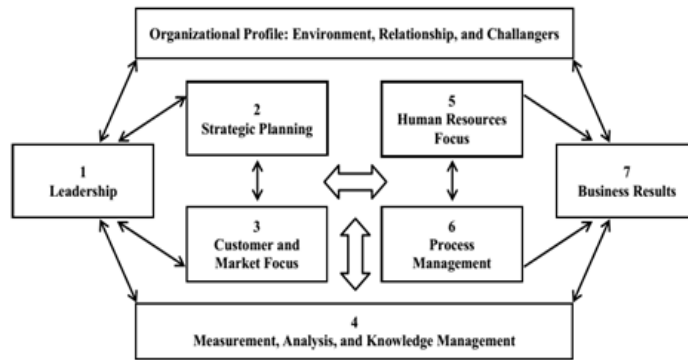 Organizational Profile: Environment, Relationship, and Challangers
2
Strategic Planning
5
Human Resources
Focus
1
Leadership
7
Business Results
3
Customer and
Market Focus
6
Process
Management
4
Measurement, Analysis, and Knowledge Management